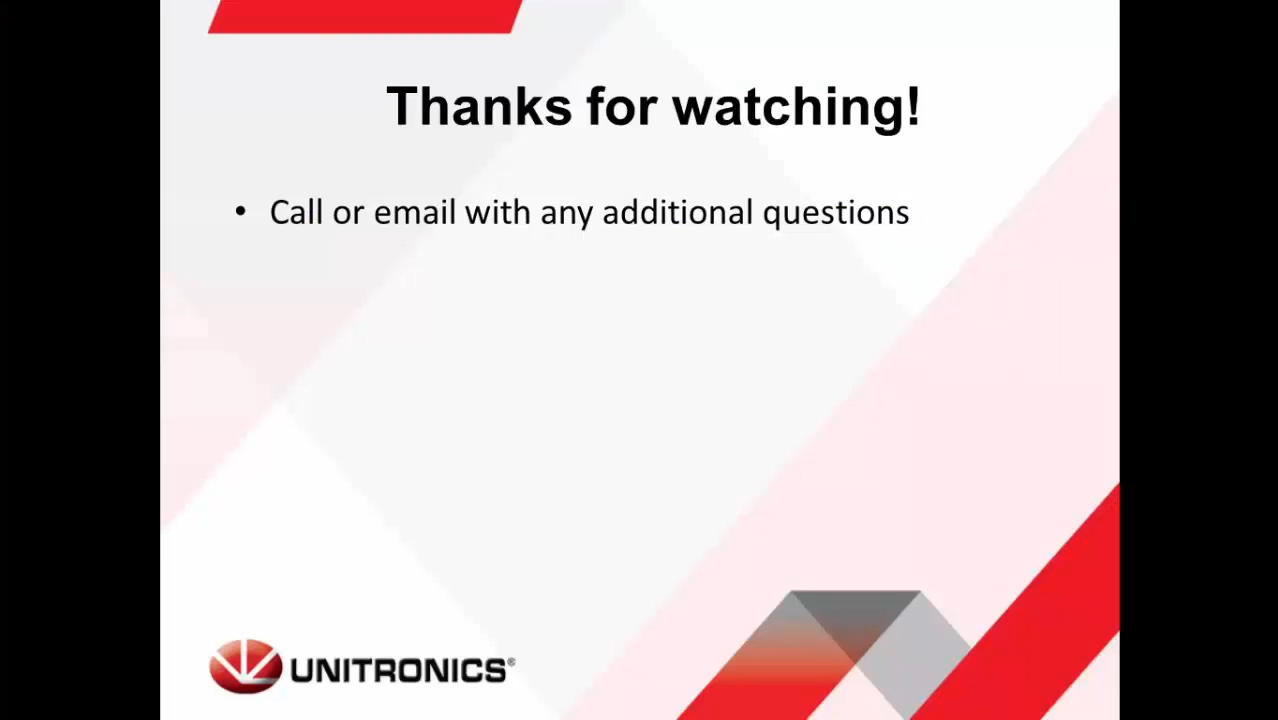 Thanks for watching!
• Call or email with any additional questions
UNITRONICS®